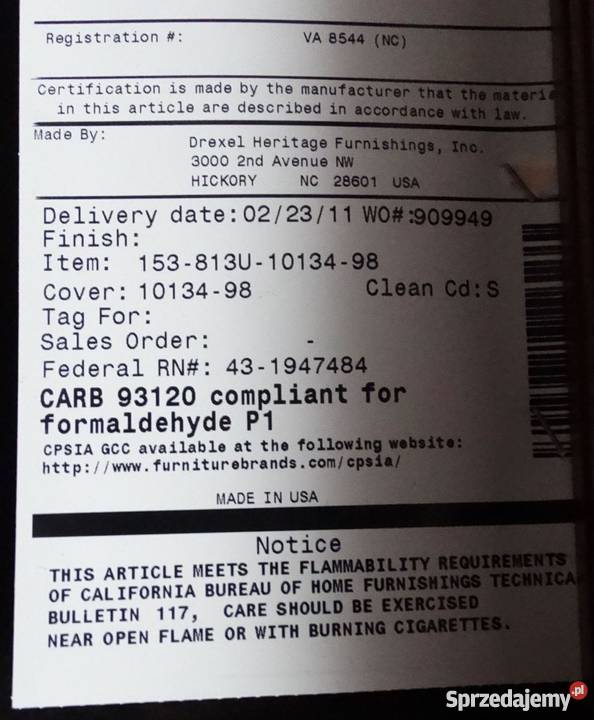 Registration #: VA 8544 (NC)
Certification is made by the manufacturer that the
in this article are described in accordance with law.
Made By: Drexel Heritage Furnishings, Inc.
3000 2nd Avenue NW
HICKORY NC 28601 USA
Delivery date: 02/23/11 WO#:909949
Finish:
Item: 153-813U-10134-98
Cover: 10134-98 Clean Cd: S
Tag For:
Sales Order: -
Federal RN#: 43-1947484
CARB 93120 compliant for
formaldehyde P1
CPSIA GCC available at the following website:
http://www.furniturebrands.com/cpsia/
MADE IN USA
Notice
THIS ARTICLE MEETS THE FLAMMABILITY REQUIREMENTS
OF CALIFORNIA BUREAU OF HOME FURNISHINGS TECHNICA
BULLETIN 117, CARE SHOULD BE EXERCISED
NEAR OPEN FLAME OR WITH BURNING CIGARETTES.
Sprzedajemy.pl